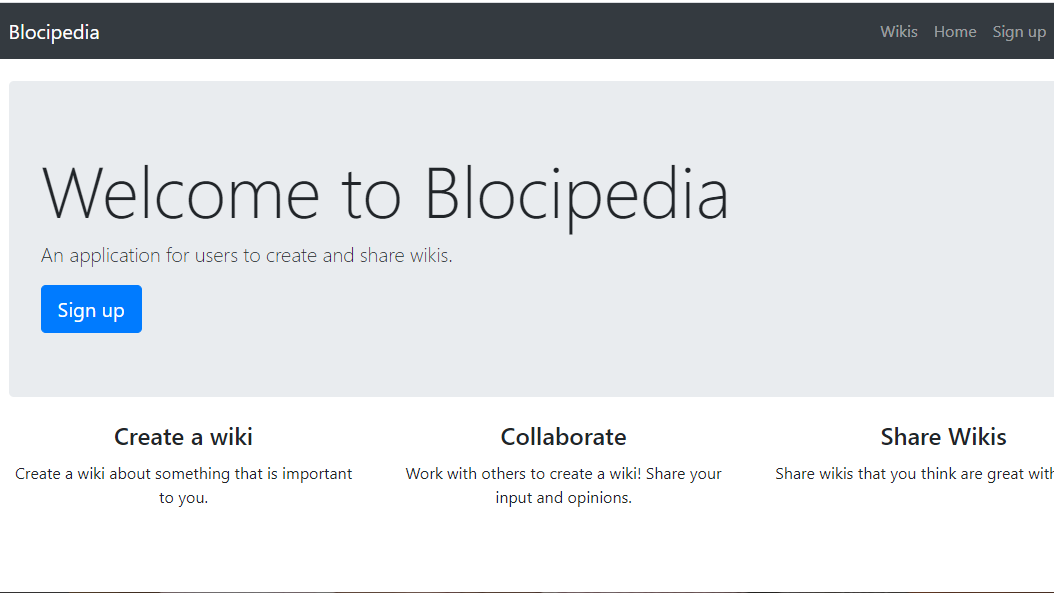 Blocipedia
Wikis Home Sign up
Welcome to Blocipedia
An application for users to create and share wikis.
Sign up
Create a wiki
Create a wiki about something that is important
to you.
Collaborate
Work with others to create a wiki! Share your
input and opinions.
Share Wikis
Share wikis that you think are great with